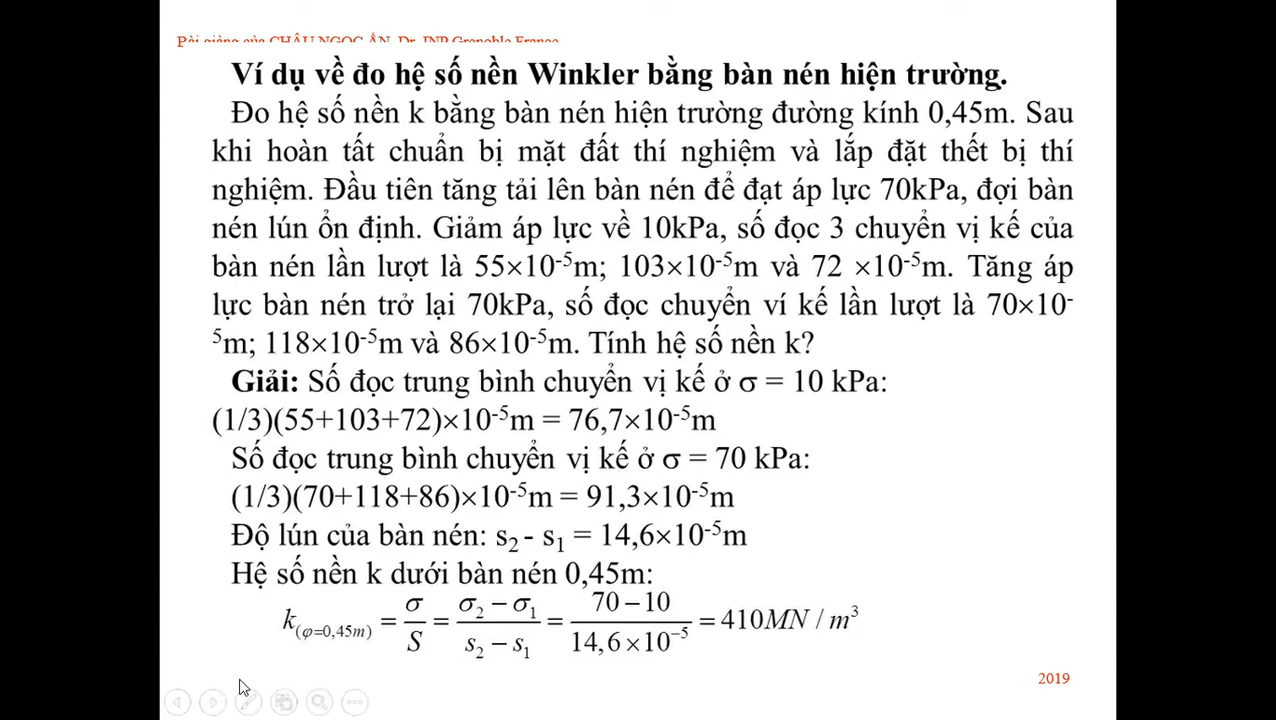 Bài giảng của CHÂU NGỌC ẨN, Dr. INP Grenoble France
Ví dụ về đo hệ số nền Winkler bằng bàn nén hiện trường.
Đo hệ số nền k bằng bàn nén hiện trường đường kính 0,45m. Sau
khi hoàn tất chuẩn bị mặt đất thí nghiệm và lắp đặt thết bị thí
nghiệm. Đầu tiên tăng tải lên bàn nén để đạt áp lực 70kPa, đợi bàn
nén lún ổn định. Giảm áp lực về 10kPa, số đọc 3 chuyển vị kế của
bàn nén lần lượt là 55×10⁻⁵m; 103×10⁻⁵m và 72 ×10⁻⁵m. Tăng áp
lực bàn nén trở lại 70kPa, số đọc chuyển ví kế lần lượt là 70×10⁻
⁵m; 118×10⁻⁵m và 86×10⁻⁵m. Tính hệ số nền k?
Giải: Số đọc trung bình chuyển vị kế ở σ = 10 kPa:
(1/3)(55+103+72)×10⁻⁵m = 76,7×10⁻⁵m
Số đọc trung bình chuyển vị kế ở σ = 70 kPa:
(1/3)(70+118+86)×10⁻⁵m = 91,3×10⁻⁵m
Độ lún của bàn nén: s₂ - s₁ = 14,6×10⁻⁵m
Hệ số nền k dưới bàn nén 0,45m:
k(φ=0,45m) = σ/S = (σ₂ − σ₁)/(s₂ − s₁) = (70 − 10)/(14,6×10⁻⁵) = 410MN / m³
2019